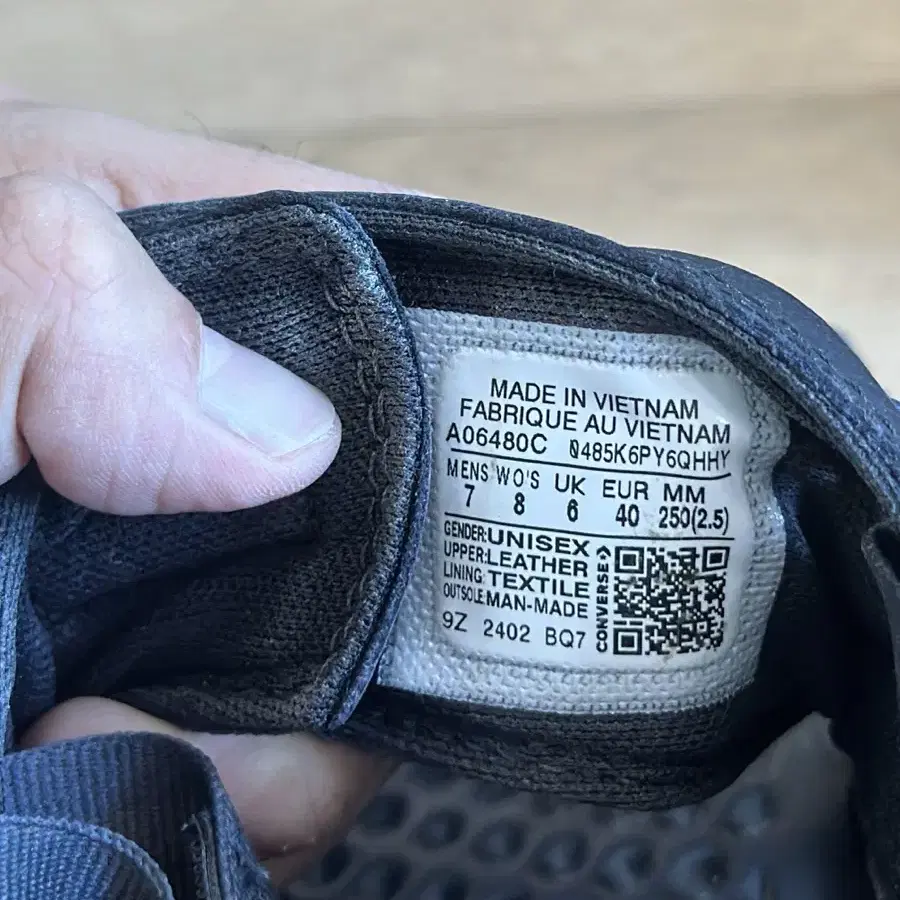 MADE IN VIETNAM
FABRIQUE AU VIETNAM
A06480C 0485K6PY6QHHY
MENS WO'S UK EUR MM
7 8 6 40 250(2.5)
GENDER:UNISEX
UPPER:LEATHER
LINING:TEXTILE
OUTSOLE:MAN-MADE
9Z 2402 BQ7
CONVERSE